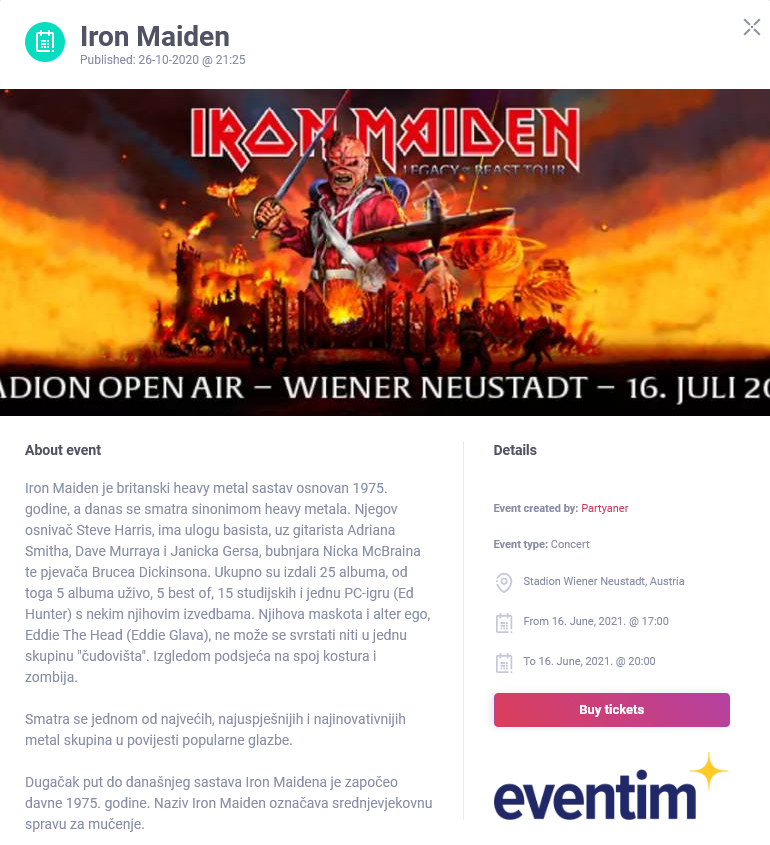 Iron Maiden
Published: 26-10-2020 @ 21:25
IRON MAIDEN
LEGACY OF THE BEAST TOUR
ADION OPEN AIR – WIENER NEUSTADT – 16. JULI 20
About event
Iron Maiden je britanski heavy metal sastav osnovan 1975.
godine, a danas se smatra sinonimom heavy metala. Njegov
osnivač Steve Harris, ima ulogu basista, uz gitarista Adriana
Smitha, Dave Murraya i Janicka Gersa, bubnjara Nicka McBraina
te pjevača Brucea Dickinsona. Ukupno su izdali 25 albuma, od
toga 5 albuma uživo, 5 best of, 15 studijskih i jednu PC-igru (Ed
Hunter) s nekim njihovim izvedbama. Njihova maskota i alter ego,
Eddie The Head (Eddie Glava), ne može se svrstati niti u jednu
skupinu "čudovišta". Izgledom podsjeća na spoj kostura i
zombija.
Smatra se jednom od najvećih, najuspješnijih i najinovativnijih
metal skupina u povijesti popularne glazbe.
Dugačak put do današnjeg sastava Iron Maidena je započeo
davne 1975. godine. Naziv Iron Maiden označava srednjevjekovnu
spravu za mučenje.
Details
Event created by: Partyaner
Event type: Concert
Stadion Wiener Neustadt, Austria
From 16. June, 2021. @ 17:00
To 16. June, 2021. @ 20:00
Buy tickets
eventim